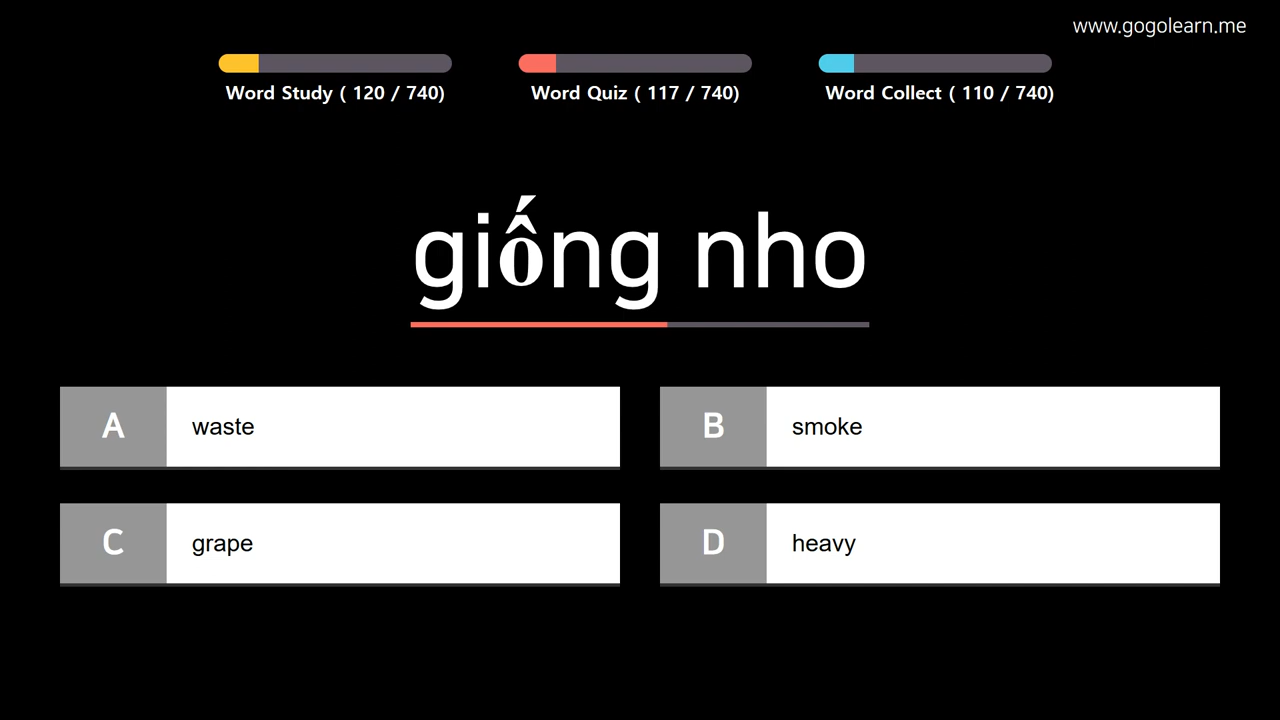 www.gogolearn.me
Word Study ( 120 / 740)
Word Quiz ( 117 / 740)
Word Collect ( 110 / 740)
giống nho
A waste
B smoke
C grape
D heavy